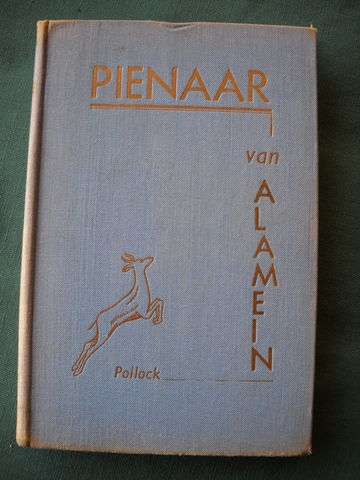 PIENAAR
van
ALAMEIN
Pollock